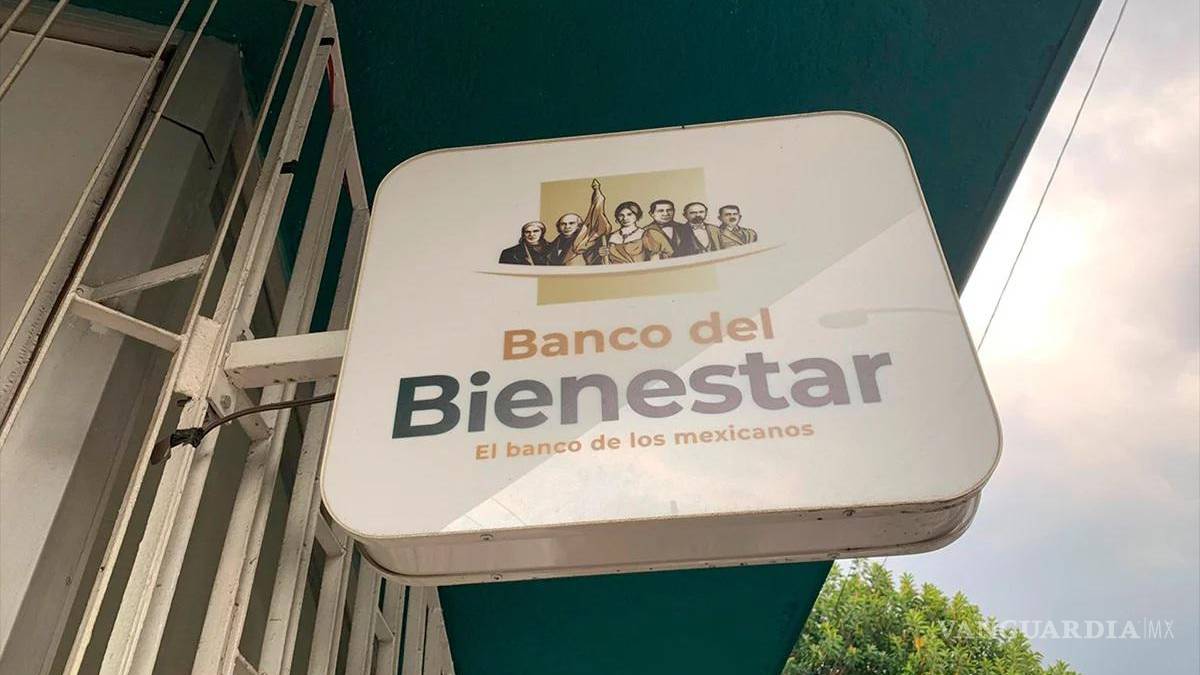 Banco del
Bienestar
El banco de los mexicanos
VANGUARDIA|MX